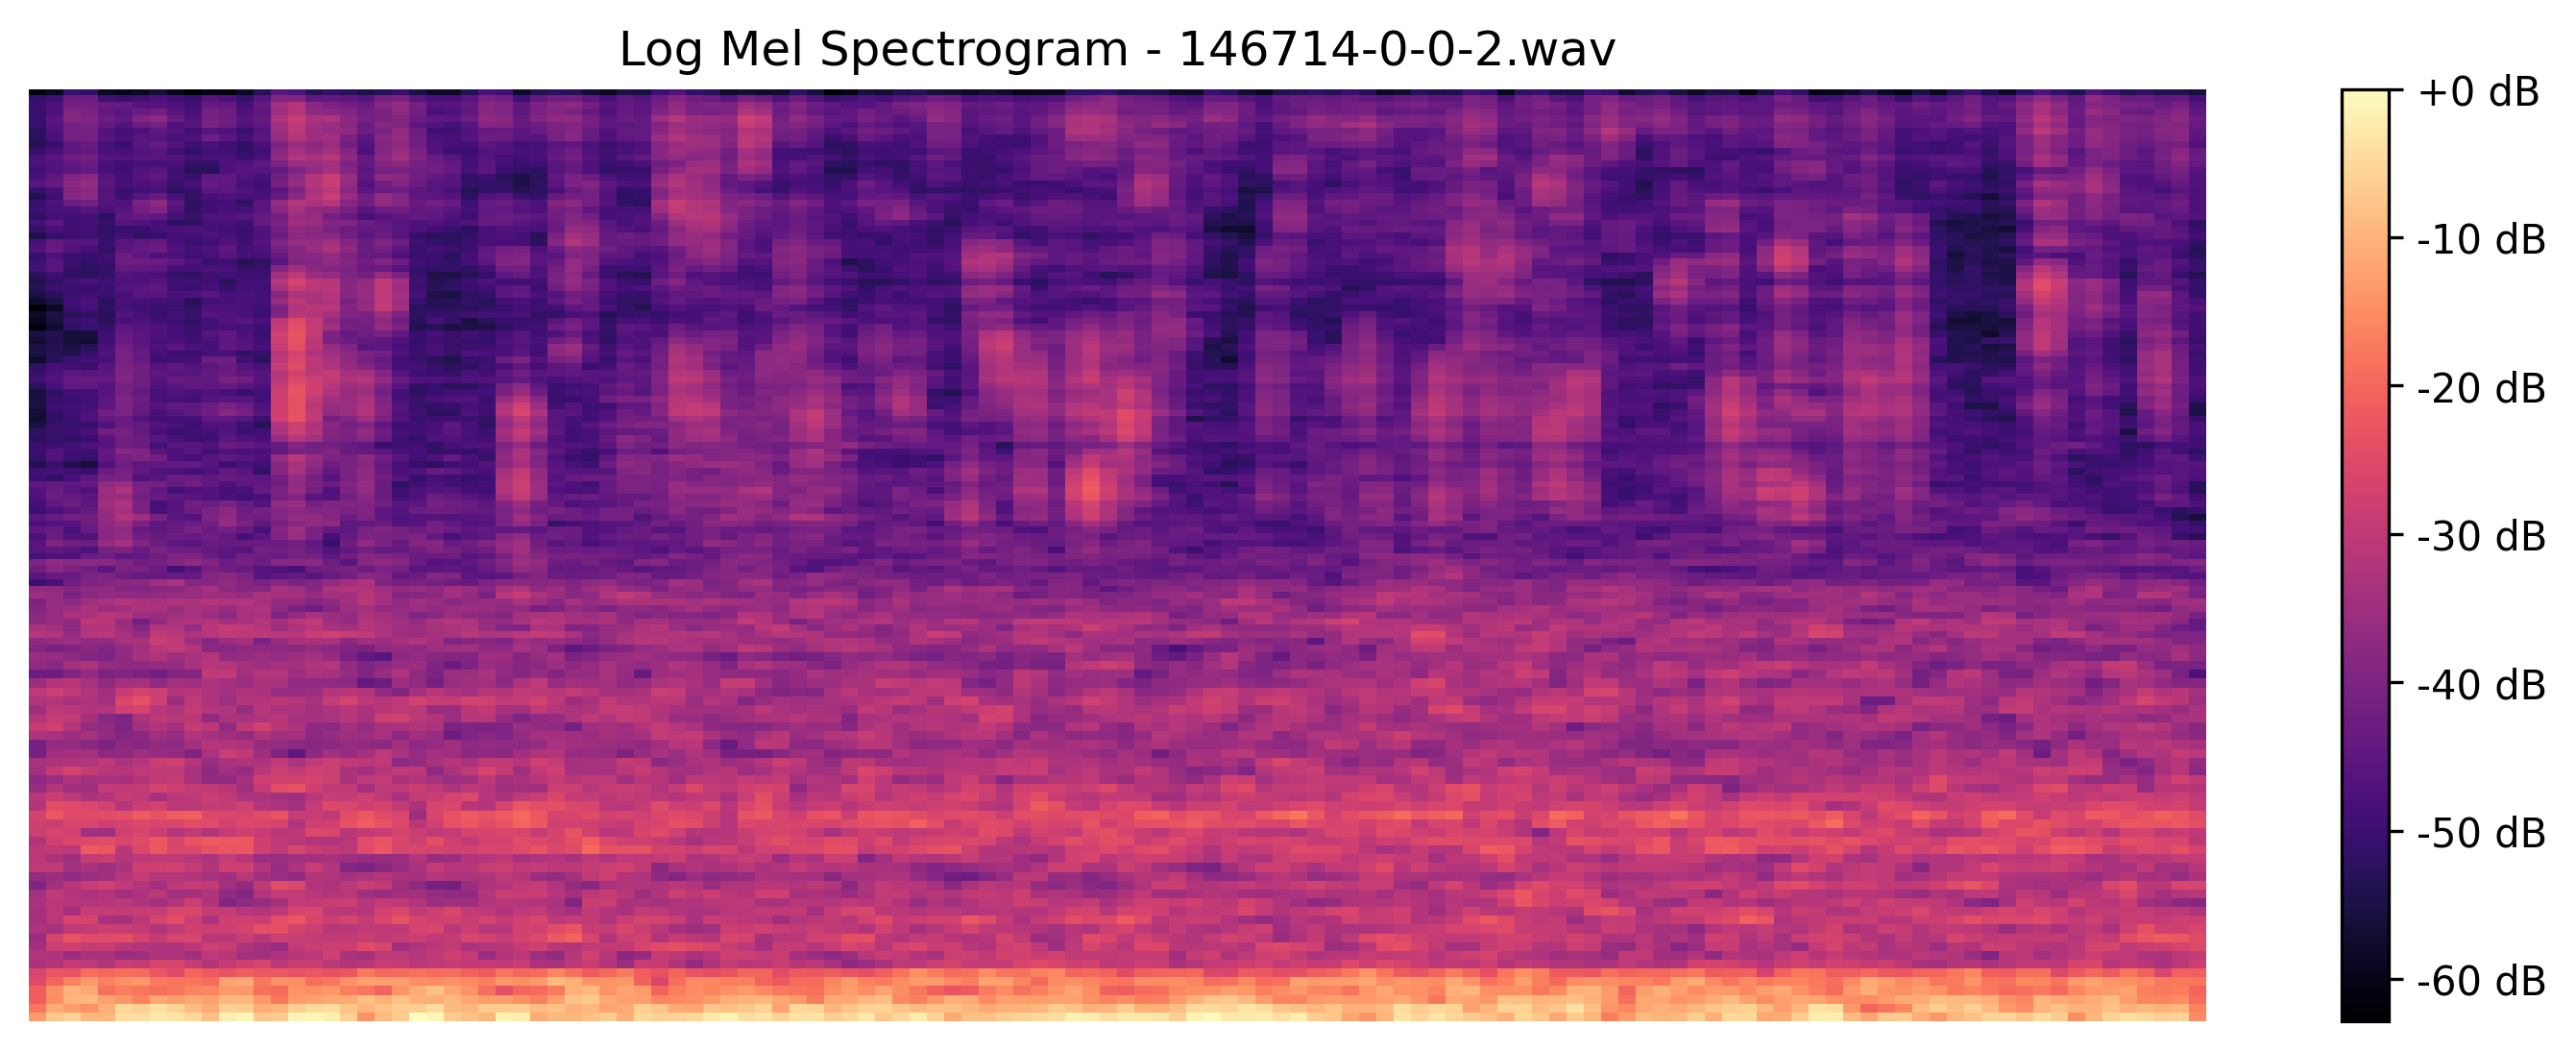 Log Mel Spectrogram - 146714-0-0-2.wav
+0 dB
-10 dB
-20 dB
-30 dB
-40 dB
-50 dB
-60 dB